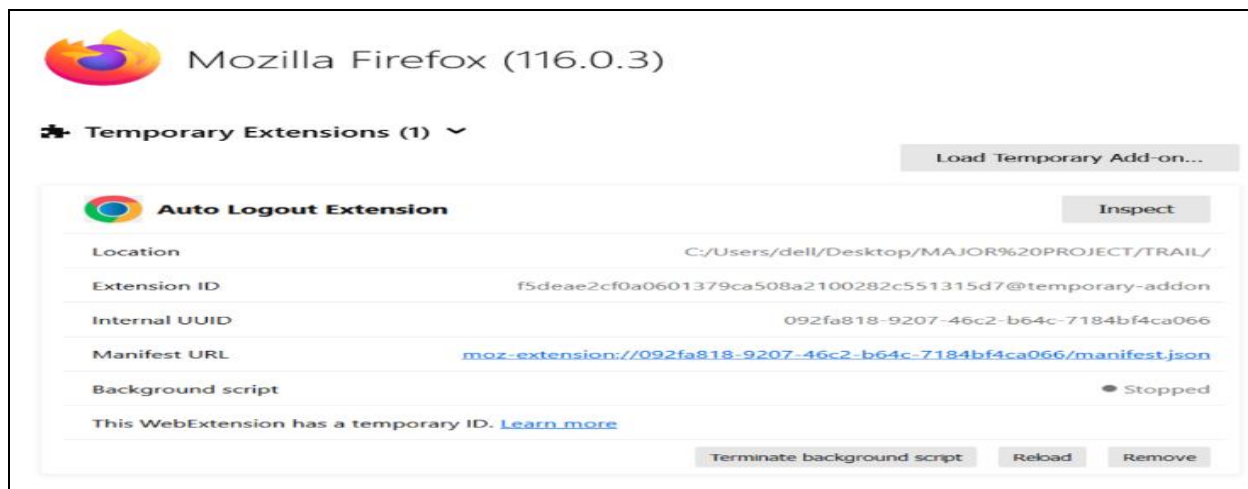 Mozilla Firefox (116.0.3)
Temporary Extensions (1)
Load Temporary Add-on...
Auto Logout Extension
Inspect
Location C:/Users/dell/Desktop/MAJOR%20PROJECT/TRAIL/
Extension ID f5deae2cf0a0601379ca508a2100282c551315d7@temporary-addon
Internal UUID 092fa818-9207-46c2-b64c-7184bf4ca066
Manifest URL moz-extension://092fa818-9207-46c2-b64c-7184bf4ca066/manifest.json
Background script Stopped
This WebExtension has a temporary ID. Learn more
Terminate background script Reload Remove